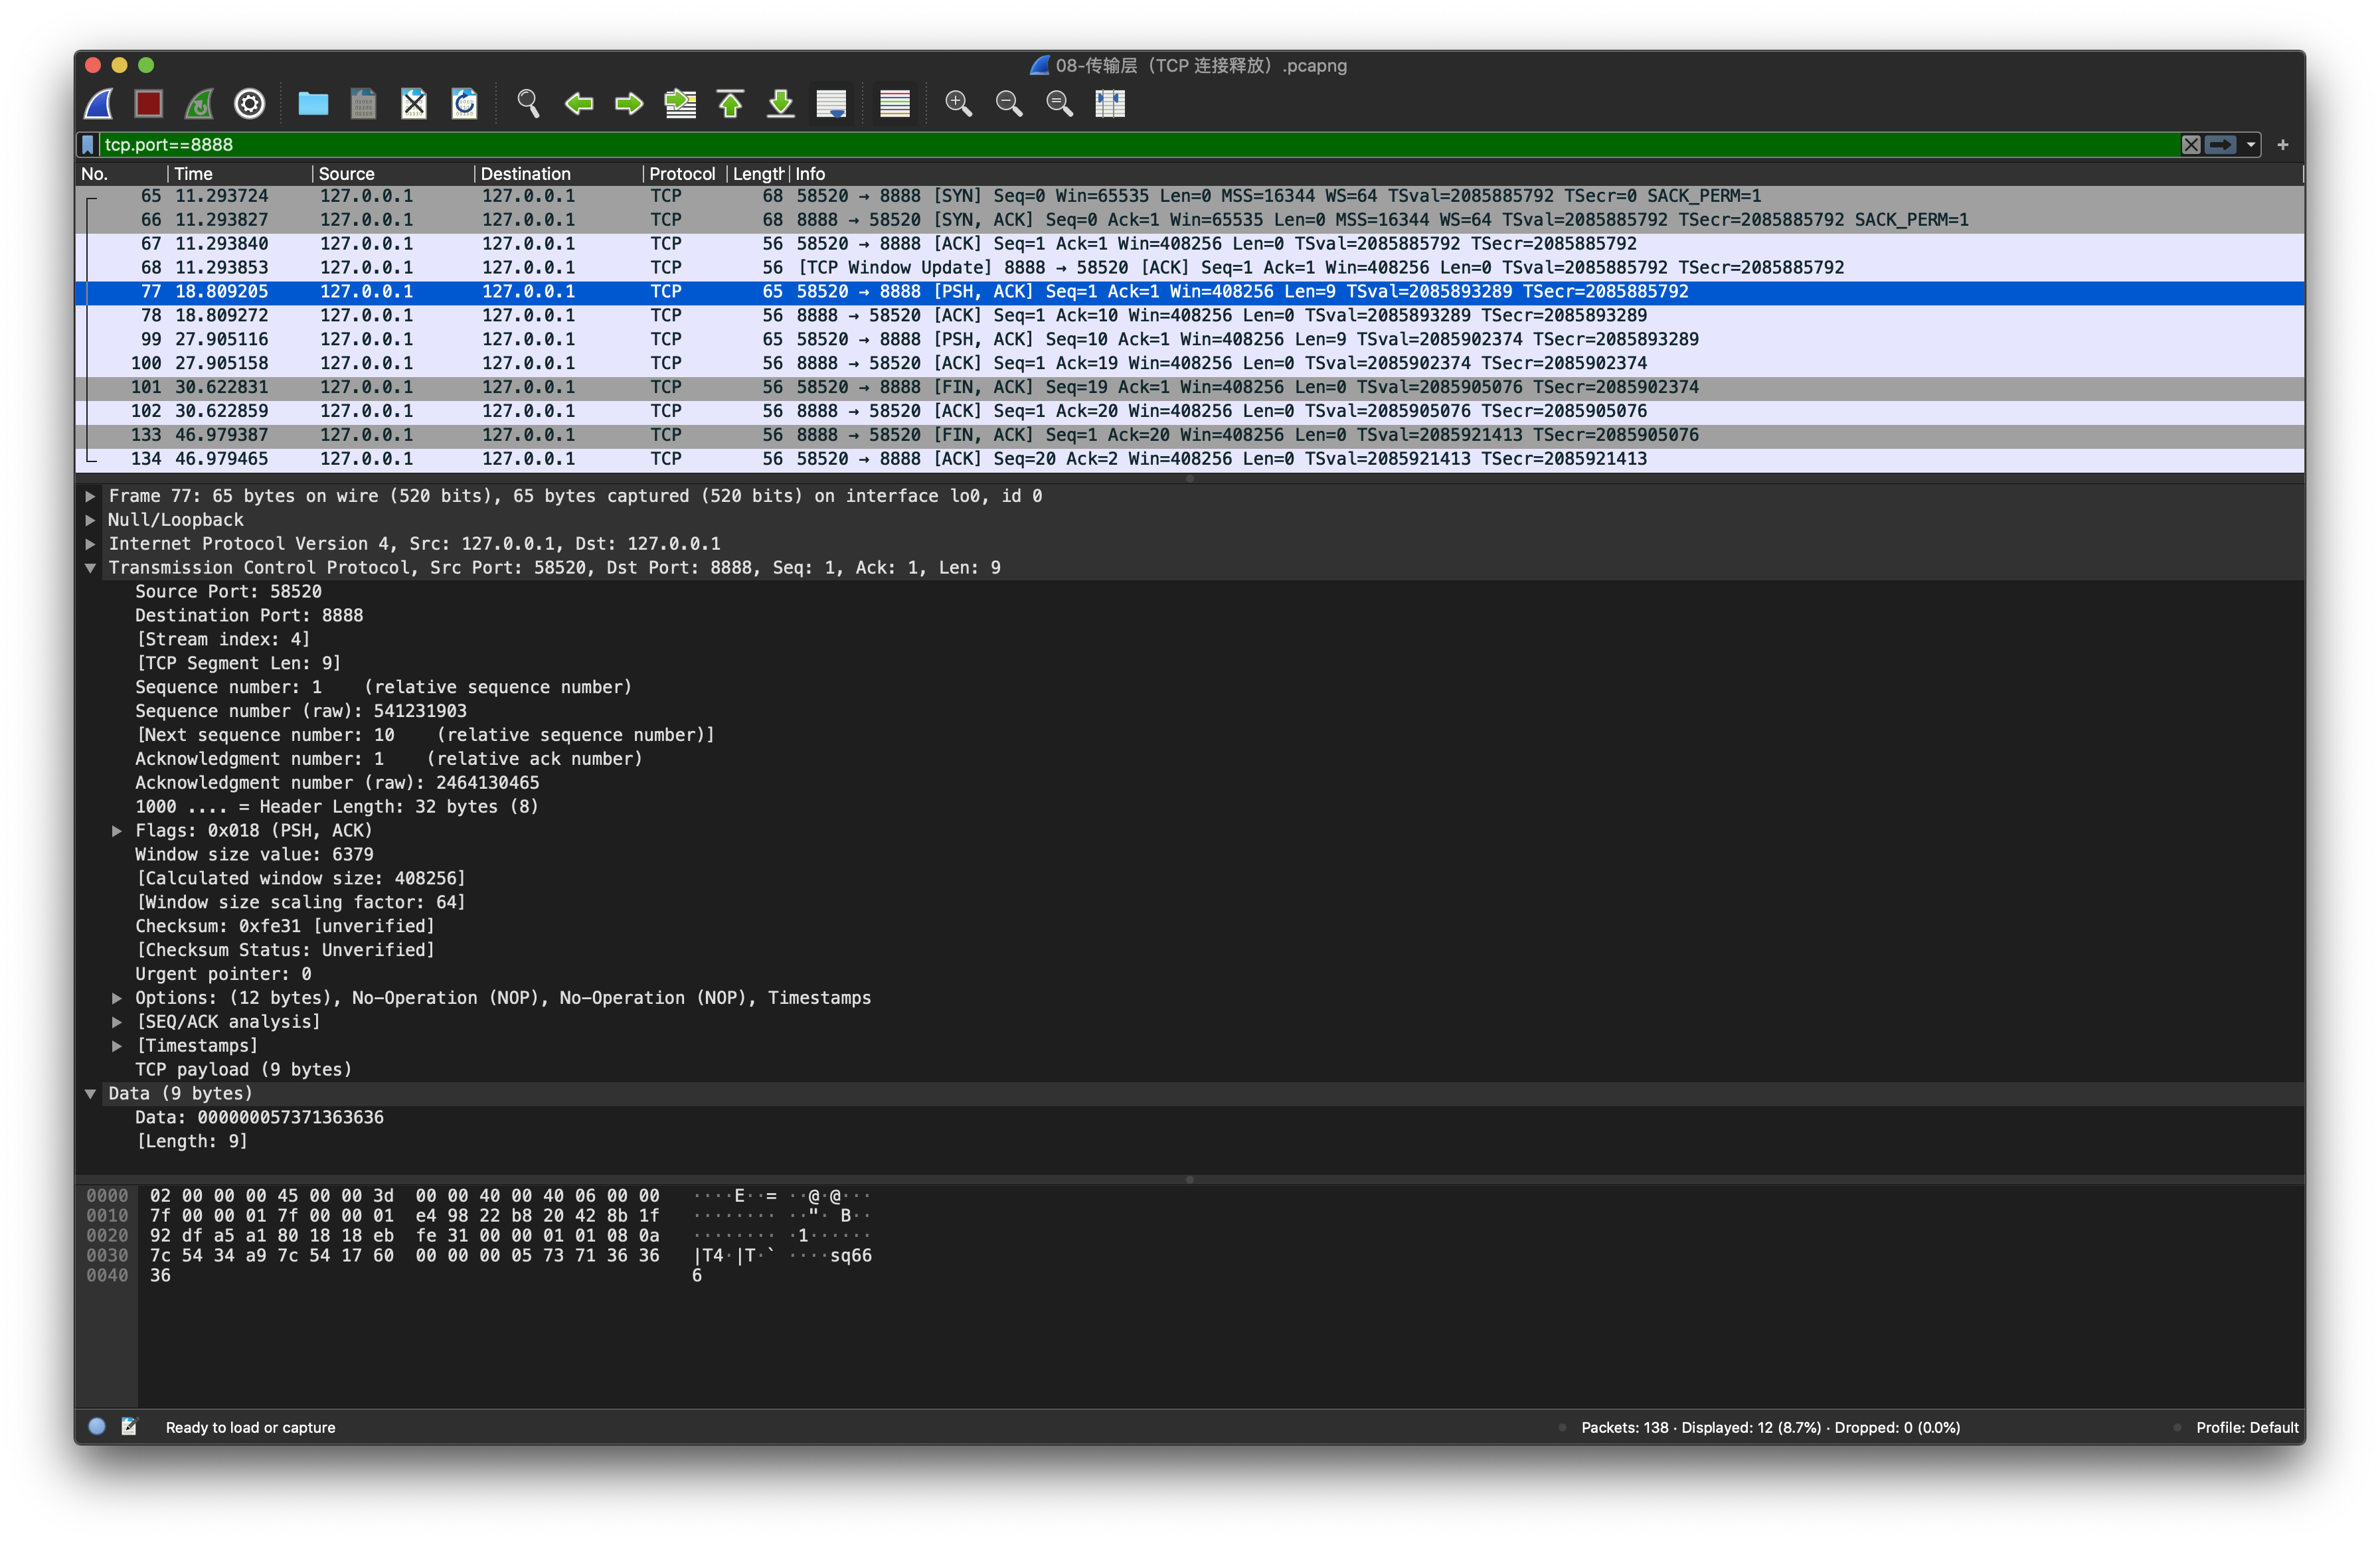 08-传输层（TCP 连接释放）.pcapng
tcp.port==8888
No. Time Source Destination Protocol Length Info
65 11.293724 127.0.0.1 127.0.0.1 TCP 68 58520 → 8888 [SYN] Seq=0 Win=65535 Len=0 MSS=16344 WS=64 TSval=2085885792 TSecr=0 SACK_PERM=1
66 11.293827 127.0.0.1 127.0.0.1 TCP 68 8888 → 58520 [SYN, ACK] Seq=0 Ack=1 Win=65535 Len=0 MSS=16344 WS=64 TSval=2085885792 TSecr=2085885792 SACK_PERM=1
67 11.293840 127.0.0.1 127.0.0.1 TCP 56 58520 → 8888 [ACK] Seq=1 Ack=1 Win=408256 Len=0 TSval=2085885792 TSecr=2085885792
68 11.293853 127.0.0.1 127.0.0.1 TCP 56 [TCP Window Update] 8888 → 58520 [ACK] Seq=1 Ack=1 Win=408256 Len=0 TSval=2085885792 TSecr=2085885792
77 18.809205 127.0.0.1 127.0.0.1 TCP 65 58520 → 8888 [PSH, ACK] Seq=1 Ack=1 Win=408256 Len=9 TSval=2085893289 TSecr=2085885792
78 18.809272 127.0.0.1 127.0.0.1 TCP 56 8888 → 58520 [ACK] Seq=1 Ack=10 Win=408256 Len=0 TSval=2085893289 TSecr=2085893289
99 27.905116 127.0.0.1 127.0.0.1 TCP 65 58520 → 8888 [PSH, ACK] Seq=10 Ack=1 Win=408256 Len=9 TSval=2085902374 TSecr=2085893289
100 27.905158 127.0.0.1 127.0.0.1 TCP 56 8888 → 58520 [ACK] Seq=1 Ack=19 Win=408256 Len=0 TSval=2085902374 TSecr=2085902374
101 30.622831 127.0.0.1 127.0.0.1 TCP 56 58520 → 8888 [FIN, ACK] Seq=19 Ack=1 Win=408256 Len=0 TSval=2085905076 TSecr=2085902374
102 30.622859 127.0.0.1 127.0.0.1 TCP 56 8888 → 58520 [ACK] Seq=1 Ack=20 Win=408256 Len=0 TSval=2085905076 TSecr=2085905076
133 46.979387 127.0.0.1 127.0.0.1 TCP 56 8888 → 58520 [FIN, ACK] Seq=1 Ack=20 Win=408256 Len=0 TSval=2085921413 TSecr=2085905076
134 46.979465 127.0.0.1 127.0.0.1 TCP 56 58520 → 8888 [ACK] Seq=20 Ack=2 Win=408256 Len=0 TSval=2085921413 TSecr=2085921413
Frame 77: 65 bytes on wire (520 bits), 65 bytes captured (520 bits) on interface lo0, id 0
Null/Loopback
Internet Protocol Version 4, Src: 127.0.0.1, Dst: 127.0.0.1
Transmission Control Protocol, Src Port: 58520, Dst Port: 8888, Seq: 1, Ack: 1, Len: 9
Source Port: 58520
Destination Port: 8888
[Stream index: 4]
[TCP Segment Len: 9]
Sequence number: 1 (relative sequence number)
Sequence number (raw): 541231903
[Next sequence number: 10 (relative sequence number)]
Acknowledgment number: 1 (relative ack number)
Acknowledgment number (raw): 2464130465
1000 .... = Header Length: 32 bytes (8)
Flags: 0x018 (PSH, ACK)
Window size value: 6379
[Calculated window size: 408256]
[Window size scaling factor: 64]
Checksum: 0xfe31 [unverified]
[Checksum Status: Unverified]
Urgent pointer: 0
Options: (12 bytes), No-Operation (NOP), No-Operation (NOP), Timestamps
[SEQ/ACK analysis]
[Timestamps]
TCP payload (9 bytes)
Data (9 bytes)
Data: 000000057371363636
[Length: 9]
0000 02 00 00 00 45 00 00 3d 00 00 40 00 40 06 00 00 ····E··= ··@·@···
0010 7f 00 00 01 7f 00 00 01 e4 98 22 b8 20 42 8b 1f ········ ··"· B··
0020 92 df a5 a1 80 18 18 eb fe 31 00 00 01 01 08 0a ········ ·1······
0030 7c 54 34 a9 7c 54 17 60 00 00 00 05 73 71 36 36 |T4·|T·` ····sq66
0040 36 6
Ready to load or capture Packets: 138 · Displayed: 12 (8.7%) · Dropped: 0 (0.0%) Profile: Default